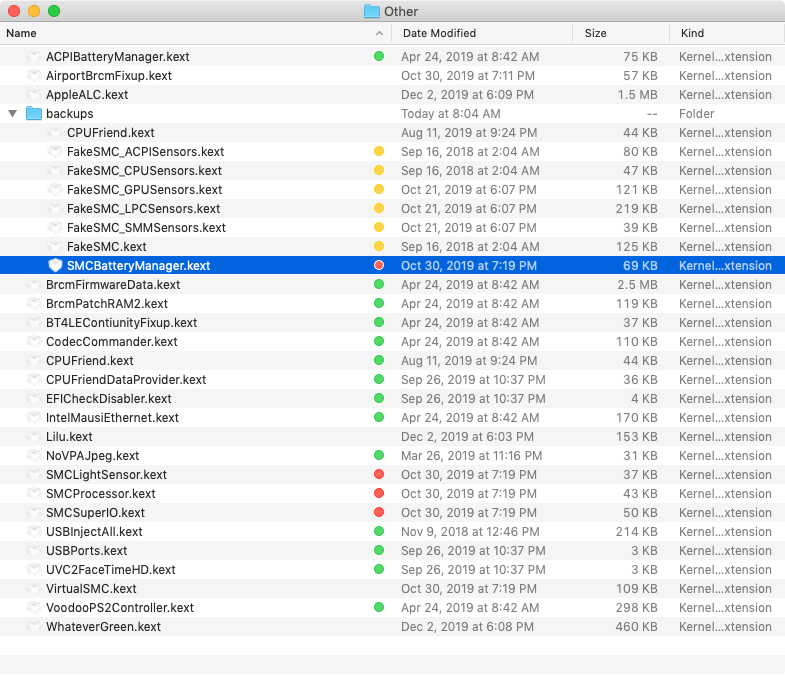 Other
Name Date Modified Size Kind
ACPIBatteryManager.kext Apr 24, 2019 at 8:42 AM 75 KB Kernel...xtension
AirportBrcmFixup.kext Oct 30, 2019 at 7:11 PM 57 KB Kernel...xtension
AppleALC.kext Dec 2, 2019 at 6:09 PM 1.5 MB Kernel...xtension
backups Today at 8:04 AM -- Folder
CPUFriend.kext Aug 11, 2019 at 9:24 PM 44 KB Kernel...xtension
FakeSMC_ACPISensors.kext Sep 16, 2018 at 2:04 AM 80 KB Kernel...xtension
FakeSMC_CPUSensors.kext Sep 16, 2018 at 2:04 AM 47 KB Kernel...xtension
FakeSMC_GPUSensors.kext Oct 21, 2019 at 6:07 PM 121 KB Kernel...xtension
FakeSMC_LPCSensors.kext Oct 21, 2019 at 6:07 PM 219 KB Kernel...xtension
FakeSMC_SMMSensors.kext Oct 21, 2019 at 6:07 PM 39 KB Kernel...xtension
FakeSMC.kext Sep 16, 2018 at 2:04 AM 125 KB Kernel...xtension
SMCBatteryManager.kext Oct 30, 2019 at 7:19 PM 69 KB Kernel...xtension
BrcmFirmwareData.kext Apr 24, 2019 at 8:42 AM 2.5 MB Kernel...xtension
BrcmPatchRAM2.kext Apr 24, 2019 at 8:42 AM 119 KB Kernel...xtension
BT4LEContiunityFixup.kext Apr 24, 2019 at 8:42 AM 37 KB Kernel...xtension
CodecCommander.kext Apr 24, 2019 at 8:42 AM 110 KB Kernel...xtension
CPUFriend.kext Aug 11, 2019 at 9:24 PM 44 KB Kernel...xtension
CPUFriendDataProvider.kext Sep 26, 2019 at 10:37 PM 36 KB Kernel...xtension
EFICheckDisabler.kext Sep 26, 2019 at 10:37 PM 4 KB Kernel...xtension
IntelMausiEthernet.kext Apr 24, 2019 at 8:42 AM 170 KB Kernel...xtension
Lilu.kext Dec 2, 2019 at 6:03 PM 153 KB Kernel...xtension
NoVPAJpeg.kext Mar 26, 2019 at 11:16 PM 31 KB Kernel...xtension
SMCLightSensor.kext Oct 30, 2019 at 7:19 PM 37 KB Kernel...xtension
SMCProcessor.kext Oct 30, 2019 at 7:19 PM 43 KB Kernel...xtension
SMCSuperIO.kext Oct 30, 2019 at 7:19 PM 50 KB Kernel...xtension
USBInjectAll.kext Nov 9, 2018 at 12:46 PM 214 KB Kernel...xtension
USBPorts.kext Sep 26, 2019 at 10:37 PM 3 KB Kernel...xtension
UVC2FaceTimeHD.kext Sep 26, 2019 at 10:37 PM 3 KB Kernel...xtension
VirtualSMC.kext Oct 30, 2019 at 7:19 PM 109 KB Kernel...xtension
VoodooPS2Controller.kext Apr 24, 2019 at 8:42 AM 298 KB Kernel...xtension
WhateverGreen.kext Dec 2, 2019 at 6:08 PM 460 KB Kernel...xtension